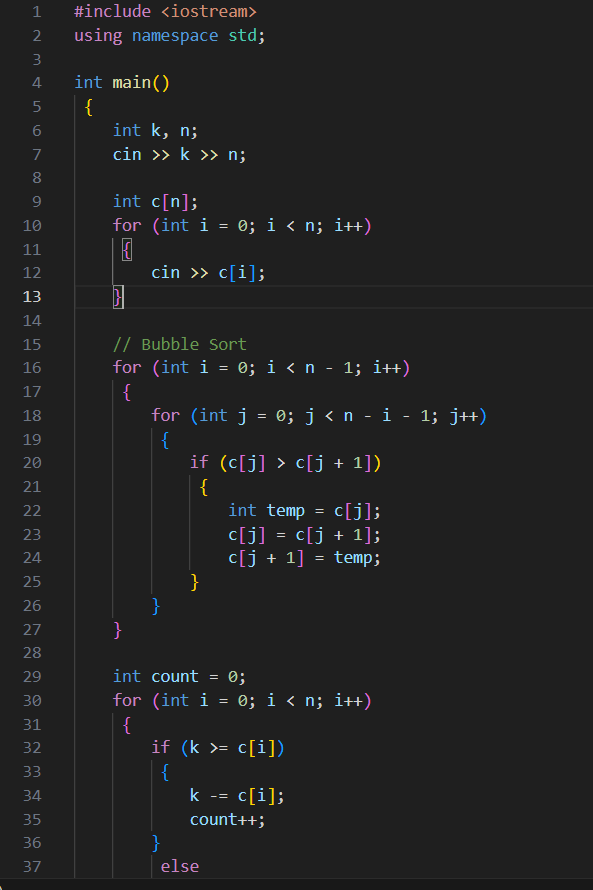 1 #include <iostream>
2 using namespace std;
3
4 int main()
5 {
6 int k, n;
7 cin >> k >> n;
8
9 int c[n];
10 for (int i = 0; i < n; i++)
11 {
12 cin >> c[i];
13 }
14
15 // Bubble Sort
16 for (int i = 0; i < n - 1; i++)
17 {
18 for (int j = 0; j < n - i - 1; j++)
19 {
20 if (c[j] > c[j + 1])
21 {
22 int temp = c[j];
23 c[j] = c[j + 1];
24 c[j + 1] = temp;
25 }
26 }
27 }
28
29 int count = 0;
30 for (int i = 0; i < n; i++)
31 {
32 if (k >= c[i])
33 {
34 k -= c[i];
35 count++;
36 }
37 else